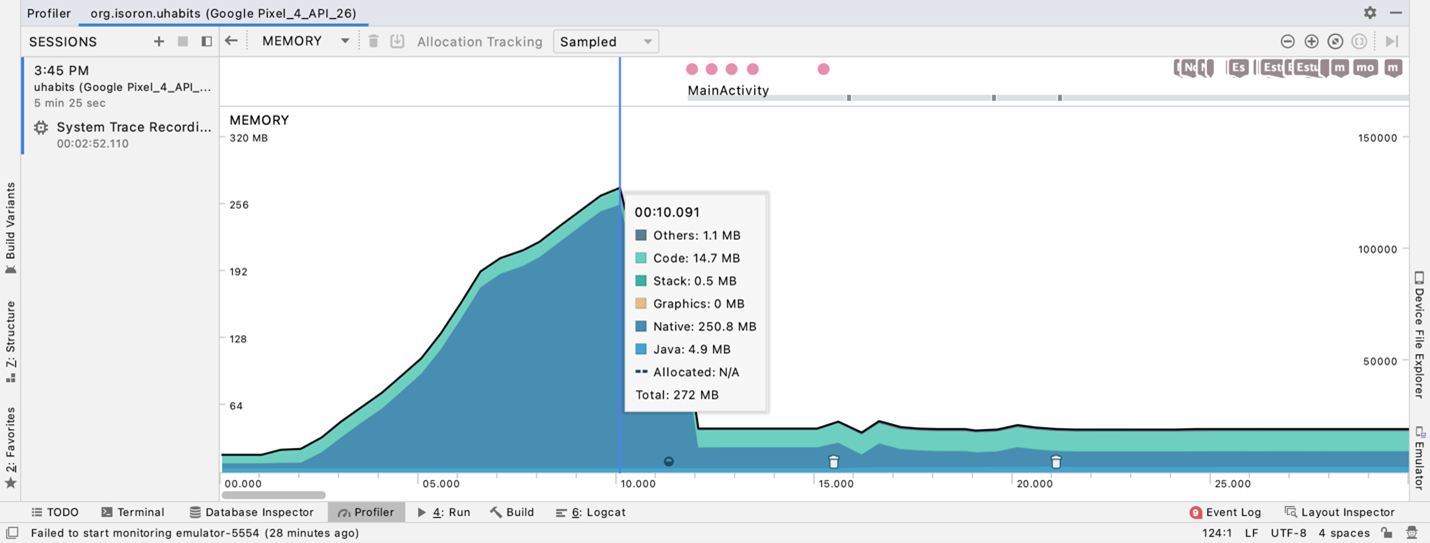 Profiler org.isoron.uhabits (Google Pixel_4_API_26)
SESSIONS MEMORY Allocation Tracking Sampled
3:45 PM
uhabits (Google Pixel_4_API_...
5 min 25 sec
System Trace Recordi...
00:02:52.110
Es Estu m mo m
MainActivity
MEMORY
320 MB 150000
256
192 100000
128
64 50000
00:10.091
Others: 1.1 MB
Code: 14.7 MB
Stack: 0.5 MB
Graphics: 0 MB
Native: 250.8 MB
Java: 4.9 MB
Allocated: N/A
Total: 272 MB
00.000 05.000 10.000 15.000 20.000 25.000
Build Variants
Z: Structure
2: Favorites
Device File Explorer
Emulator
TODO Terminal Database Inspector Profiler 4: Run Build 6: Logcat 9 Event Log Layout Inspector
Failed to start monitoring emulator-5554 (28 minutes ago) 124:1 LF UTF-8 4 spaces